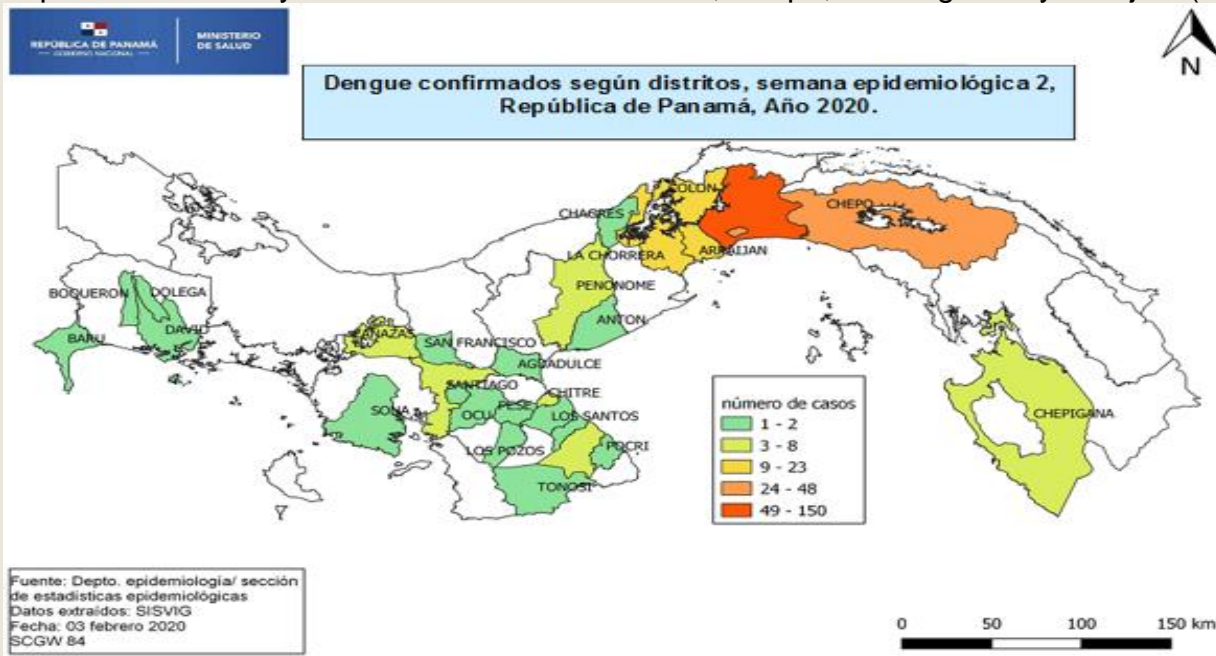 REPÚBLICA DE PANAMÁ
— GOBIERNO NACIONAL —
MINISTERIO
DE SALUD
N
Dengue confirmados según distritos, semana epidemiológica 2,
República de Panamá, Año 2020.
COLON
CHAGRES
CHEPO
LA CHORRERA
ARRAIJAN
PENONOME
BOQUERON
DOLEGA
ANTON
BARU
DAVID
SAN FRANCISCO
AGUADULCE
SANTIAGO
CHITRE
SONA
OCU
PESE
LOS SANTOS
CHEPIGANA
LOS POZOS
POCRI
TONOSI
número de casos
1 - 2
3 - 8
9 - 23
24 - 48
49 - 150
Fuente: Depto. epidemiologia/ sección
de estadísticas epidemiológicas
Datos extraídos: SISVIG
Fecha: 03 febrero 2020
SCGW 84
0 50 100 150 km